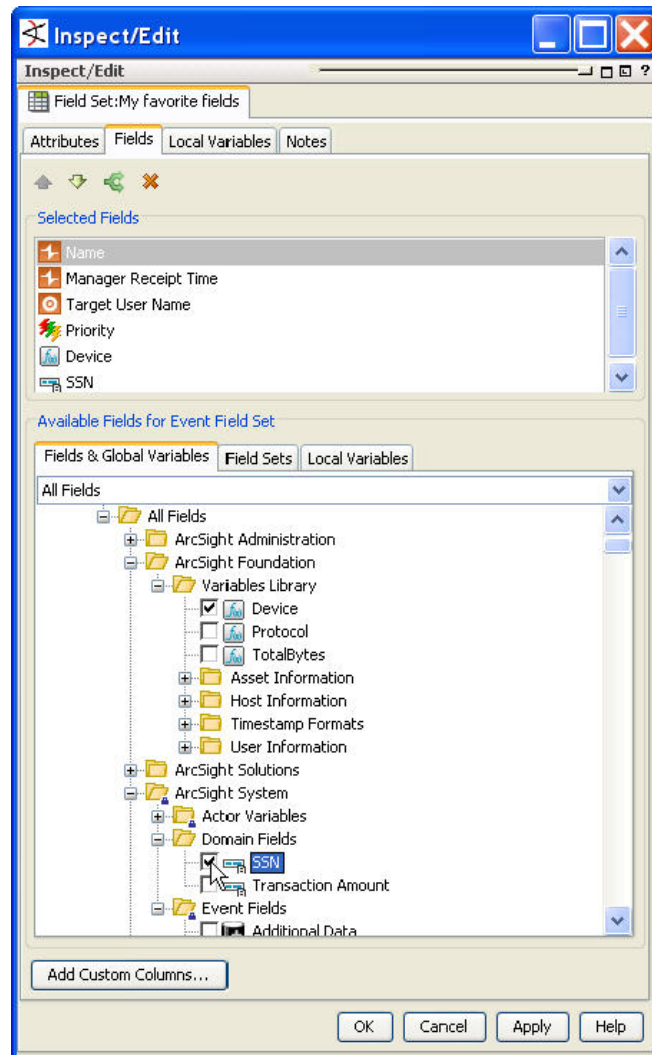 Inspect/Edit
Inspect/Edit ?
Field Set:My favorite fields
Attributes Fields Local Variables Notes
Selected Fields
Name
Manager Receipt Time
Target User Name
Priority
Device
SSN
Available Fields for Event Field Set
Fields & Global Variables Field Sets Local Variables
All Fields
All Fields
ArcSight Administration
ArcSight Foundation
Variables Library
Device
Protocol
TotalBytes
Asset Information
Host Information
Timestamp Formats
User Information
ArcSight Solutions
ArcSight System
Actor Variables
Domain Fields
SSN
Transaction Amount
Event Fields
Additional Data
Add Custom Columns...
OK Cancel Apply Help